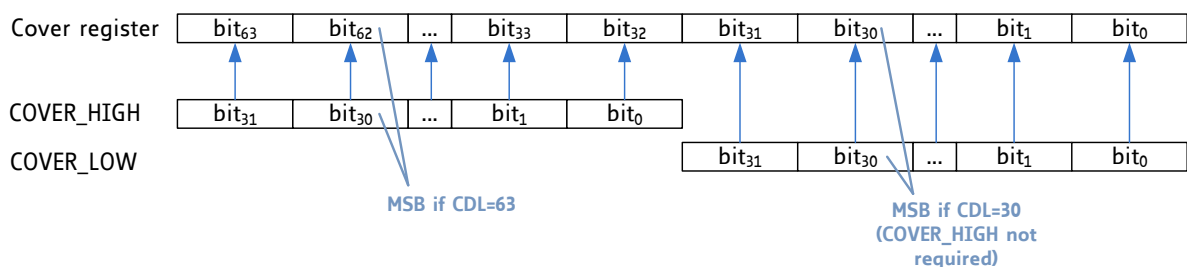 Cover register bit63 bit62 ... bit33 bit32 bit31 bit30 ... bit1 bit0
COVER_HIGH bit31 bit30 ... bit1 bit0
COVER_LOW bit31 bit30 ... bit1 bit0
MSB if CDL=63
MSB if CDL=30
(COVER_HIGH not
required)